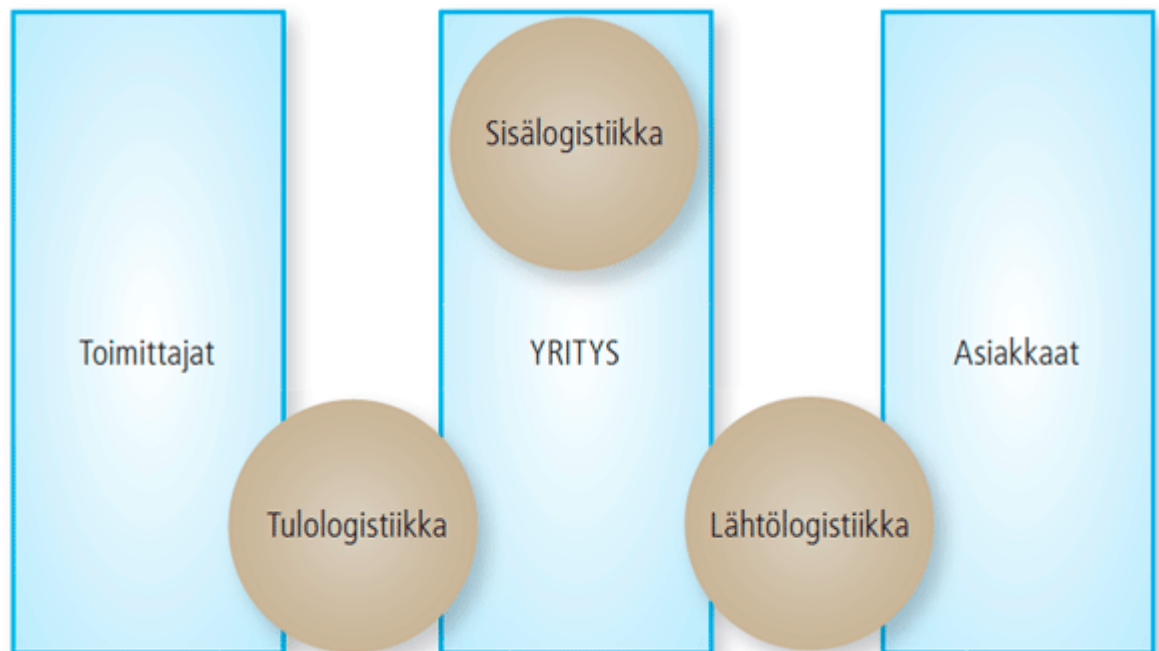 Sisälogistiikka
Toimittajat
YRITYS
Asiakkaat
Tulologistiikka
Lähtölogistiikka